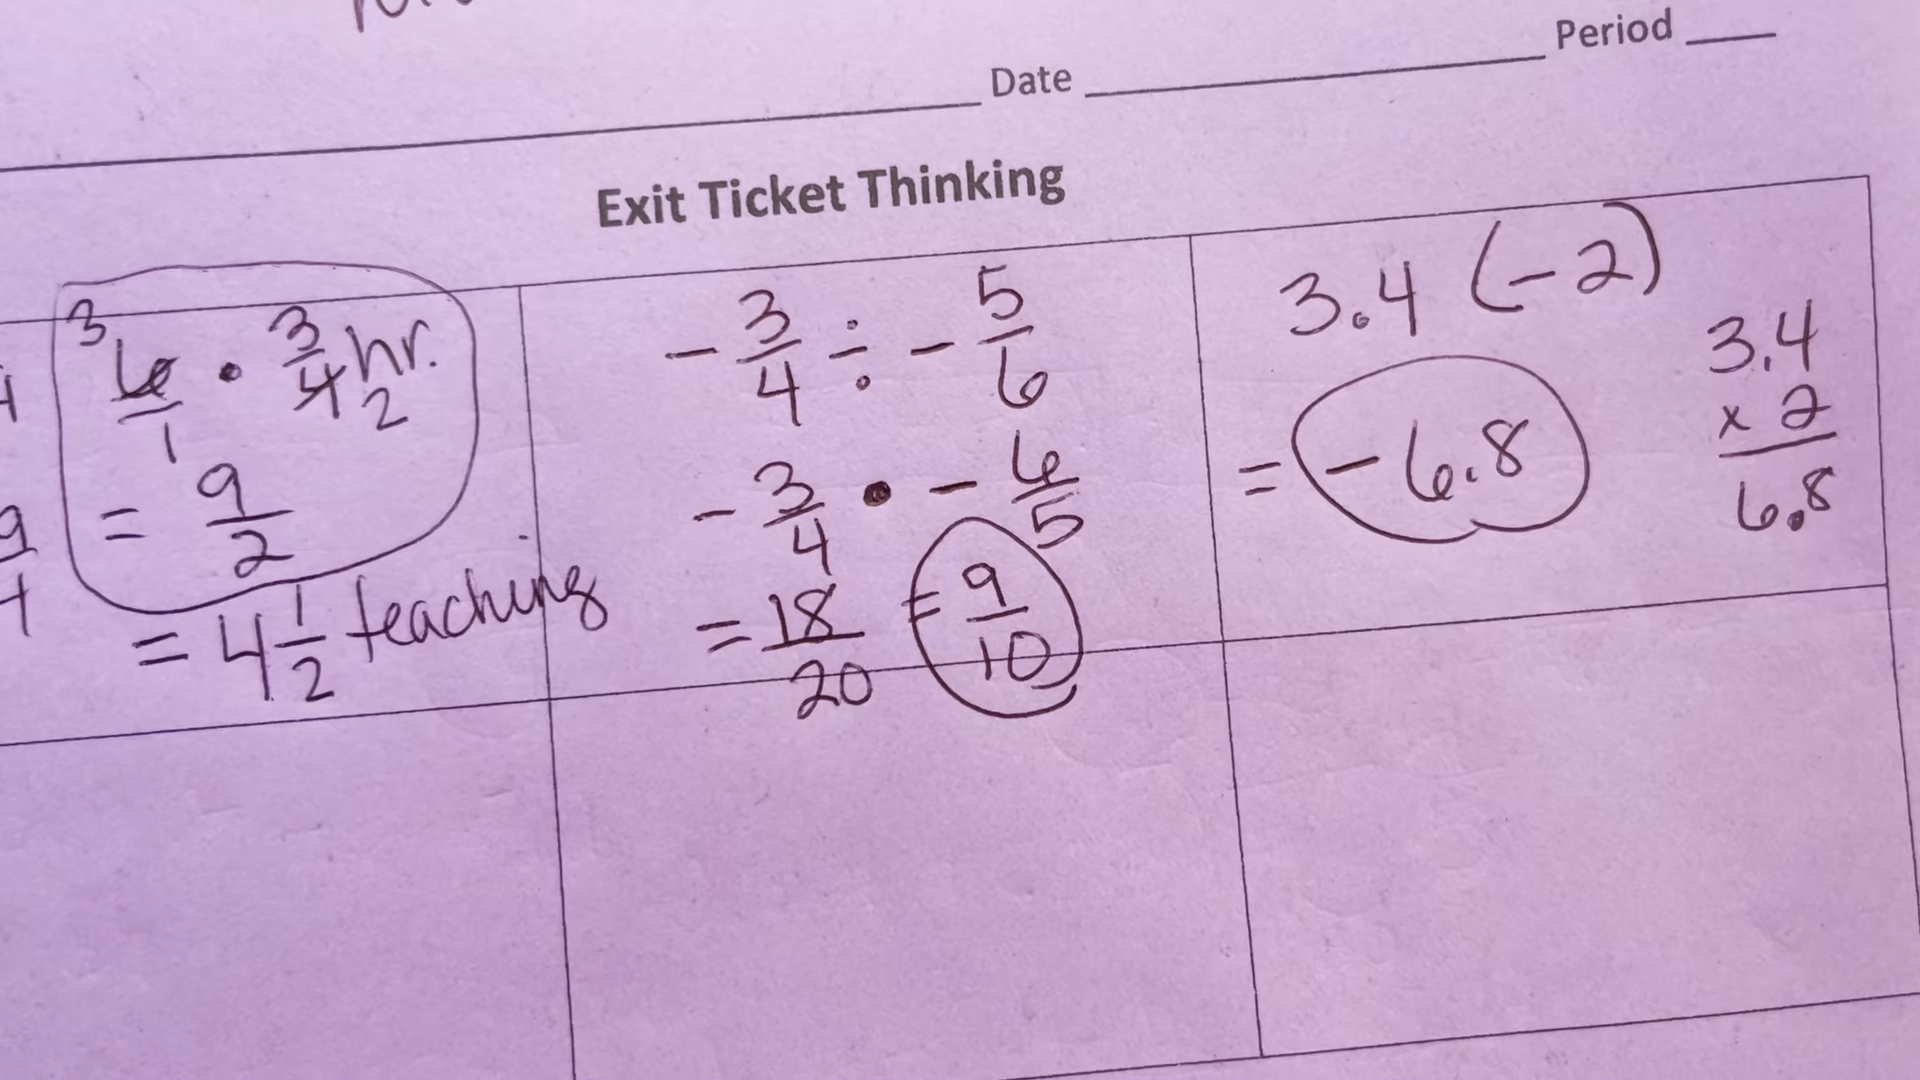 Date ____ Period ____
Exit Ticket Thinking
3
6/1 · 3/4 hr.
2
= 9/2
= 4 1/2 teaching
- 3/4 ÷ - 5/6
- 3/4 · - 6/5
= 18/20 = 9/10
3.4 (-2)
= -6.8
3.4
x 2
6.8